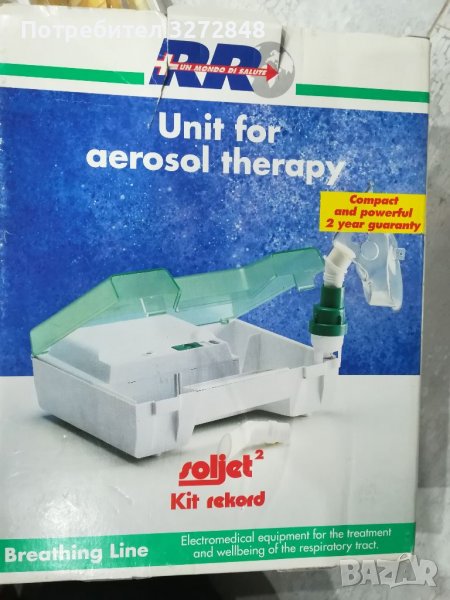 Потребител 3272848
RRO
UN MONDO DI SALUTE
Unit for
aerosol therapy
Compact
and powerful
2 year guaranty
soljet²
Kit rekord
Breathing Line
Electromedical equipment for the treatment
and wellbeing of the respiratory tract.
BAZAR